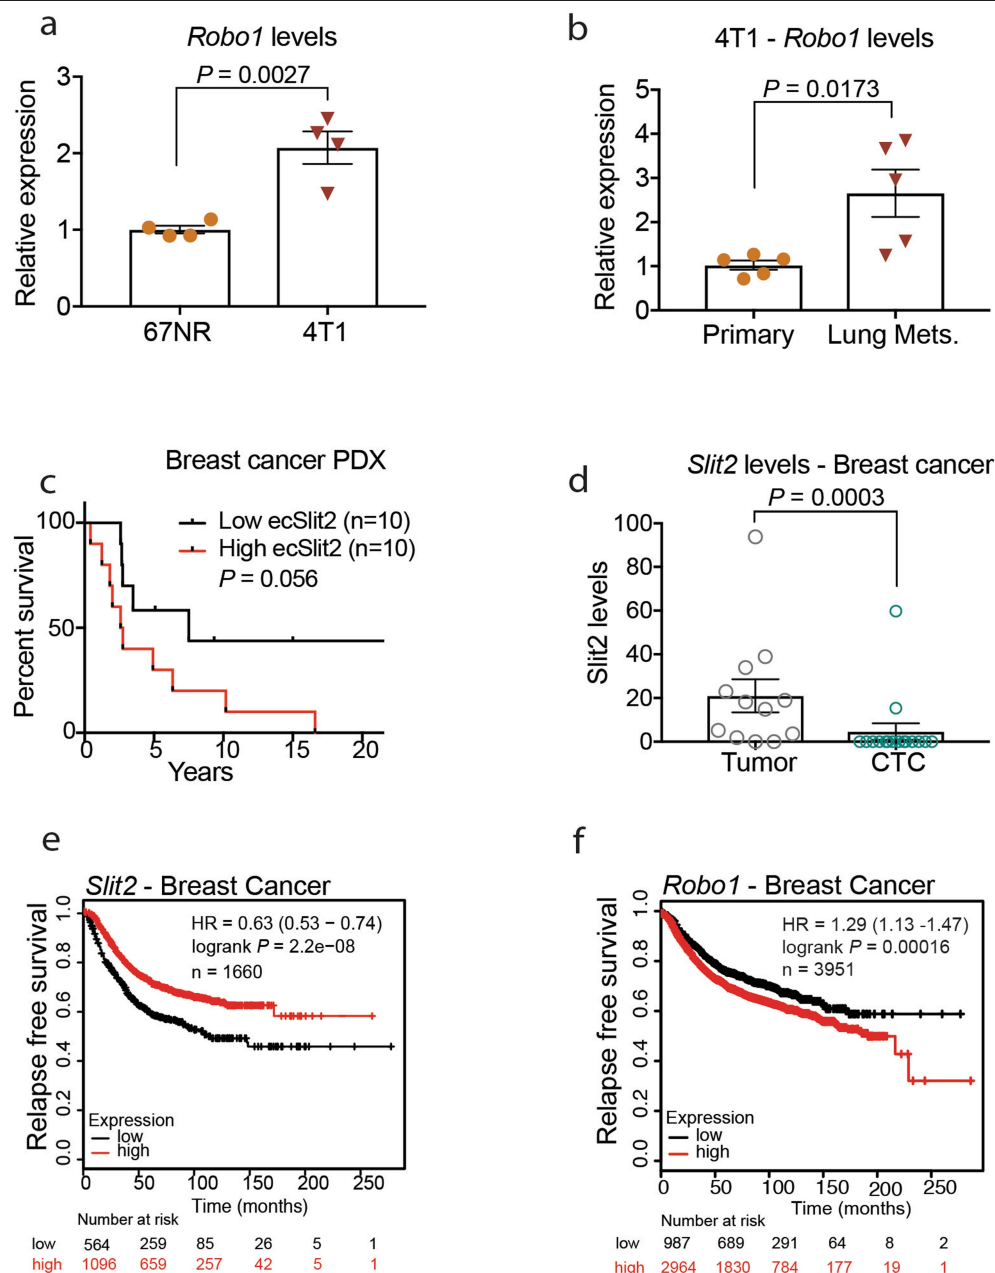 a
Robo1 levels
P = 0.0027
Relative expression
3
2
1
0
67NR
4T1
b
4T1 - Robo1 levels
P = 0.0173
Relative expression
5
4
3
2
1
0
Primary
Lung Mets.
c
Breast cancer PDX
Low ecSlit2 (n=10)
High ecSlit2 (n=10)
P = 0.056
Percent survival
100
50
0
0 5 10 15 20
Years
d
Slit2 levels - Breast cancer
P = 0.0003
Slit2 levels
100
80
60
40
20
0
Tumor
CTC
e
Slit2 - Breast Cancer
HR = 0.63 (0.53 – 0.74)
logrank P = 2.2e–08
n = 1660
Relapse free survival
1.0
0.8
0.6
0.4
0.2
0.0
Expression
low
high
0 50 100 150 200 250
Time (months)
Number at risk
low 564 259 85 26 5 1
high 1096 659 257 42 5 1
f
Robo1 - Breast Cancer
HR = 1.29 (1.13 -1.47)
logrank P = 0.00016
n = 3951
Relapse free survival
1.0
0.8
0.6
0.4
0.2
0.0
Expression
low
high
0 50 100 150 200 250
Time (months)
Number at risk
low 987 689 291 64 8 2
high 2964 1830 784 177 19 1